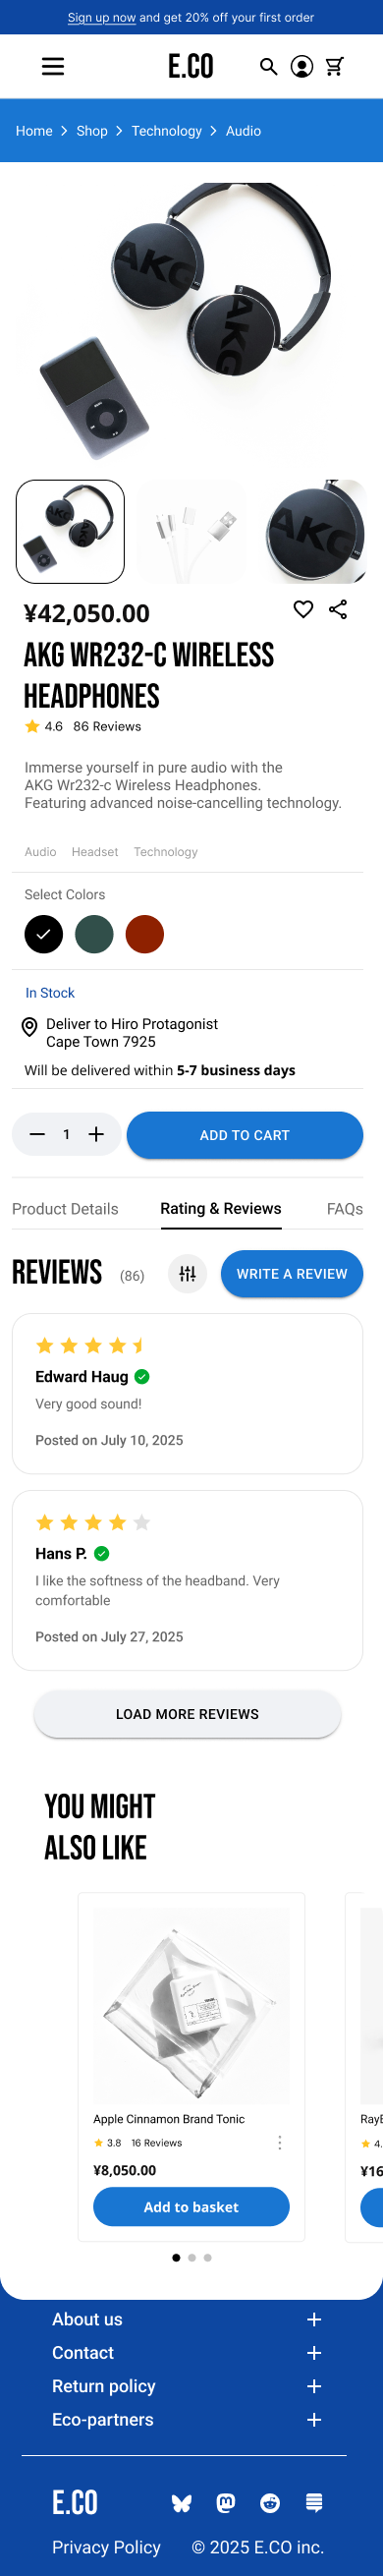 Sign up now and get 20% off your first order
E.CO
Home > Shop > Technology > Audio
AKG
AKG
AKG
¥42,050.00
AKG WR232-C WIRELESS
HEADPHONES
4.6 86 Reviews
Immerse yourself in pure audio with the
AKG Wr232-c Wireless Headphones.
Featuring advanced noise-cancelling technology.
Audio Headset Technology
Select Colors
In Stock
Deliver to Hiro Protagonist
Cape Town 7925
Will be delivered within 5-7 business days
1
ADD TO CART
Product Details Rating & Reviews FAQs
REVIEWS (86) WRITE A REVIEW
Edward Haug
Very good sound!
Posted on July 10, 2025
Hans P.
I like the softness of the headband. Very
comfortable
Posted on July 27, 2025
LOAD MORE REVIEWS
YOU MIGHT
ALSO LIKE
Apple Cinnamon Brand Tonic
3.8 16 Reviews
¥8,050.00
Add to basket
RayB
4.
¥16
About us
Contact
Return policy
Eco-partners
E.CO
Privacy Policy © 2025 E.CO inc.